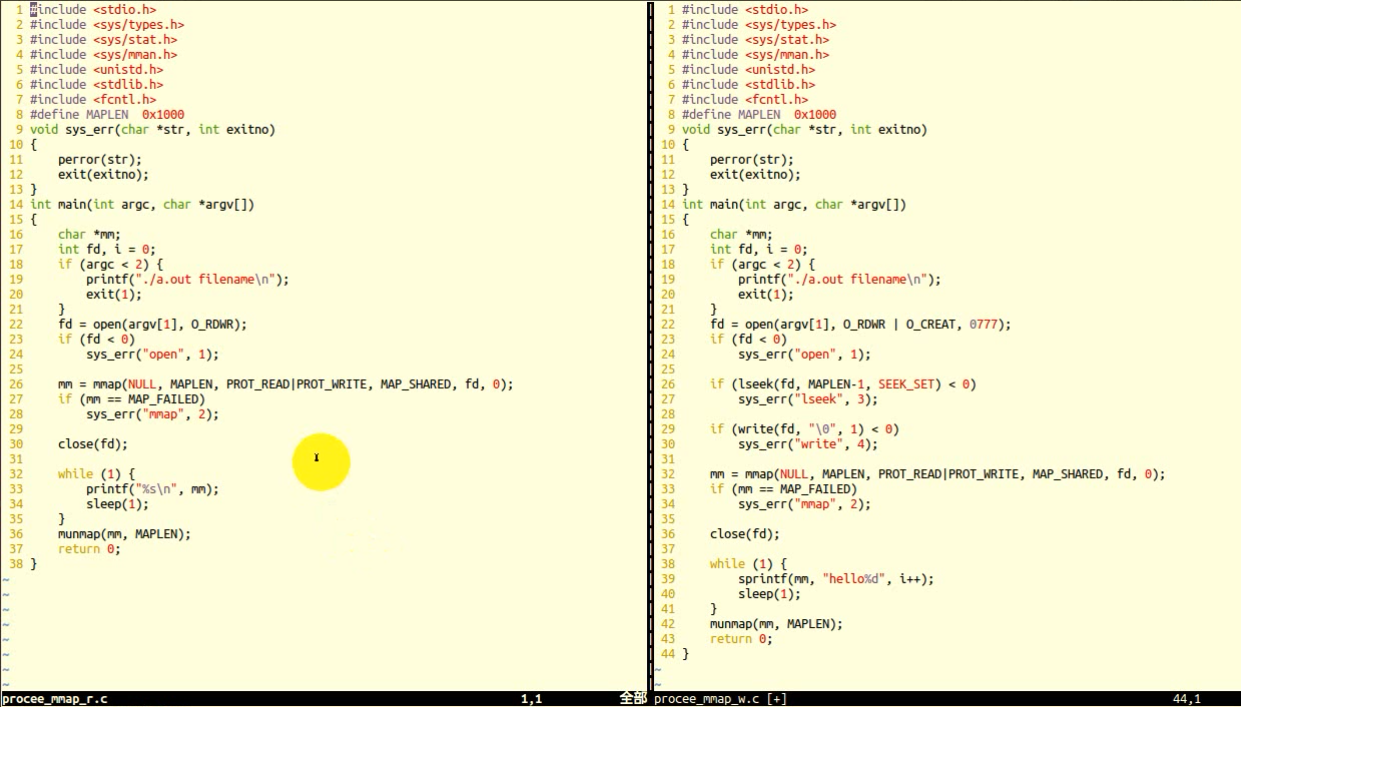 1 #include <stdio.h>
2 #include <sys/types.h>
3 #include <sys/stat.h>
4 #include <sys/mman.h>
5 #include <unistd.h>
6 #include <stdlib.h>
7 #include <fcntl.h>
8 #define MAPLEN  0x1000
9 void sys_err(char *str, int exitno)
10 {
11     perror(str);
12     exit(exitno);
13 }
14 int main(int argc, char *argv[])
15 {
16     char *mm;
17     int fd, i = 0;
18     if (argc < 2) {
19         printf("./a.out filename\n");
20         exit(1);
21     }
22     fd = open(argv[1], O_RDWR);
23     if (fd < 0)
24         sys_err("open", 1);
25
26     mm = mmap(NULL, MAPLEN, PROT_READ|PROT_WRITE, MAP_SHARED, fd, 0);
27     if (mm == MAP_FAILED)
28         sys_err("mmap", 2);
29
30     close(fd);
31
32     while (1) {
33         printf("%s\n", mm);
34         sleep(1);
35     }
36     munmap(mm, MAPLEN);
37     return 0;
38 }
~
~
~
~
~
~
~
~
procee_mmap_r.c 1,1 全部
1 #include <stdio.h>
2 #include <sys/types.h>
3 #include <sys/stat.h>
4 #include <sys/mman.h>
5 #include <unistd.h>
6 #include <stdlib.h>
7 #include <fcntl.h>
8 #define MAPLEN  0x1000
9 void sys_err(char *str, int exitno)
10 {
11     perror(str);
12     exit(exitno);
13 }
14 int main(int argc, char *argv[])
15 {
16     char *mm;
17     int fd, i = 0;
18     if (argc < 2) {
19         printf("./a.out filename\n");
20         exit(1);
21     }
22     fd = open(argv[1], O_RDWR | O_CREAT, 0777);
23     if (fd < 0)
24         sys_err("open", 1);
25
26     if (lseek(fd, MAPLEN-1, SEEK_SET) < 0)
27         sys_err("lseek", 3);
28
29     if (write(fd, "\0", 1) < 0)
30         sys_err("write", 4);
31
32     mm = mmap(NULL, MAPLEN, PROT_READ|PROT_WRITE, MAP_SHARED, fd, 0);
33     if (mm == MAP_FAILED)
34         sys_err("mmap", 2);
35
36     close(fd);
37
38     while (1) {
39         sprintf(mm, "hello%d", i++);
40         sleep(1);
41     }
42     munmap(mm, MAPLEN);
43     return 0;
44 }
~
~
procee_mmap_w.c [+] 44,1